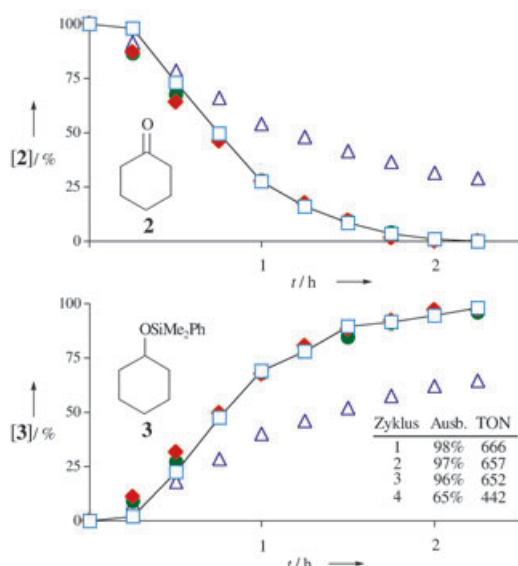 100
75
50
25
0
[2]/ %
O
2
1
2
t / h
100
75
50
25
0
[3]/ %
OSiMe₂Ph
3
Zyklus Ausb. TON
1 98% 666
2 97% 657
3 96% 652
4 65% 442
1
2
t / h